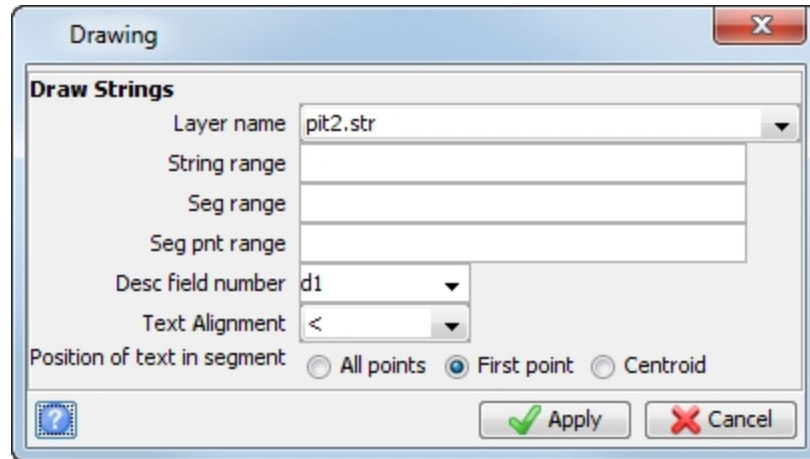 Drawing
Draw Strings
Layer name pit2.str
String range
Seg range
Seg pnt range
Desc field number d1
Text Alignment <
Position of text in segment All points First point Centroid
? Apply Cancel